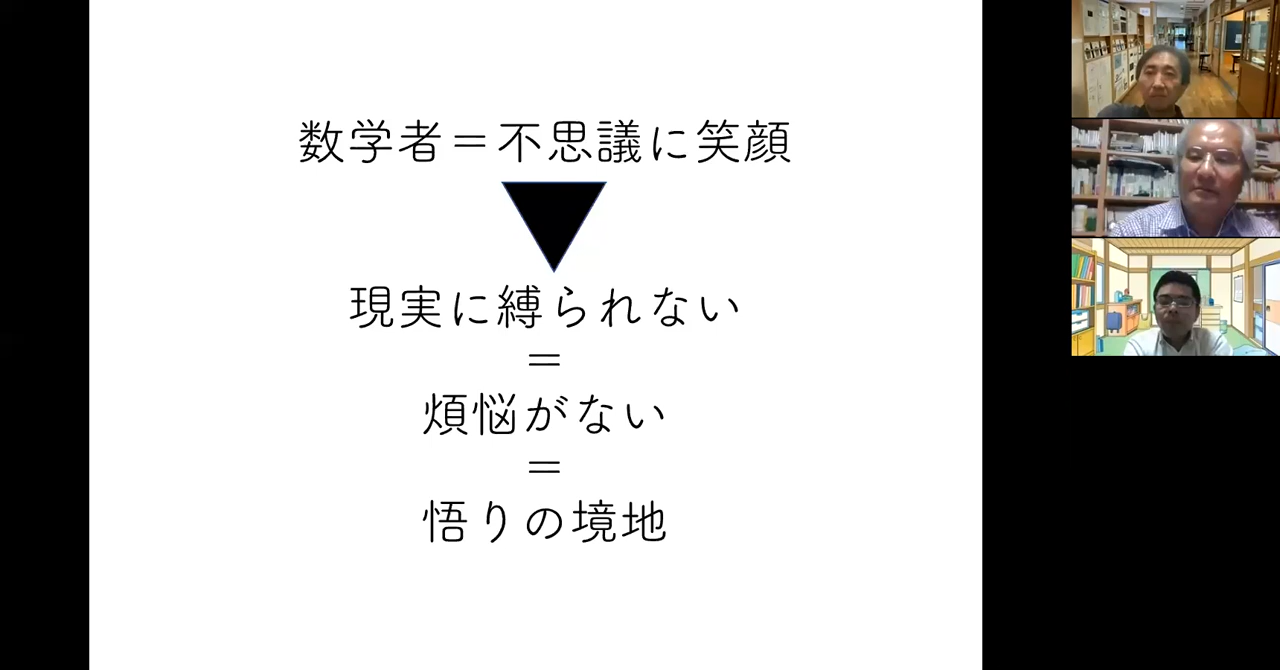 数学者＝不思議に笑顔
現実に縛られない
＝
煩悩がない
＝
悟りの境地